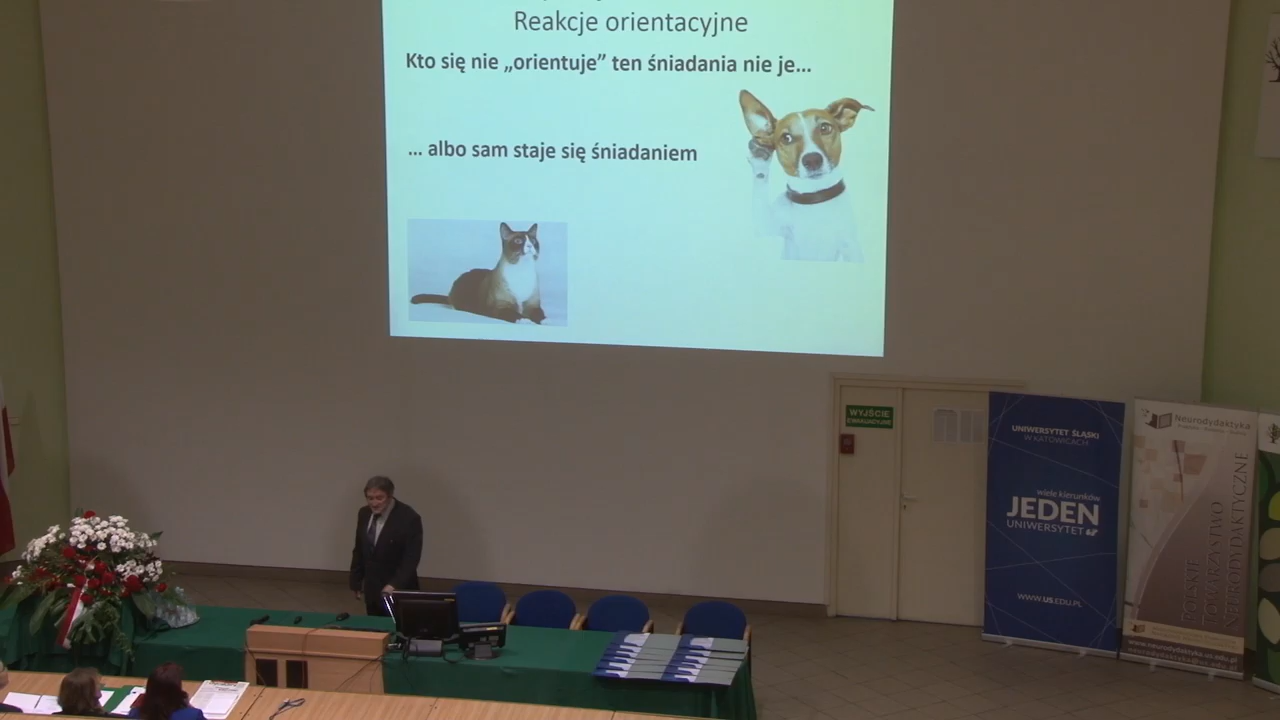 Reakcje orientacyjne
Kto się nie „orientuje” ten śniadania nie je...
... albo sam staje się śniadaniem
WYJŚCIE
EWAKUACYJNE
UNIWERSYTET ŚLĄSKI
W KATOWICACH
wiele kierunków
JEDEN
UNIWERSYTET
WWW.US.EDU.PL
Neurodydaktyka
POLSKIE
TOWARZYSTWO
NEURODYDAKTYCZNE